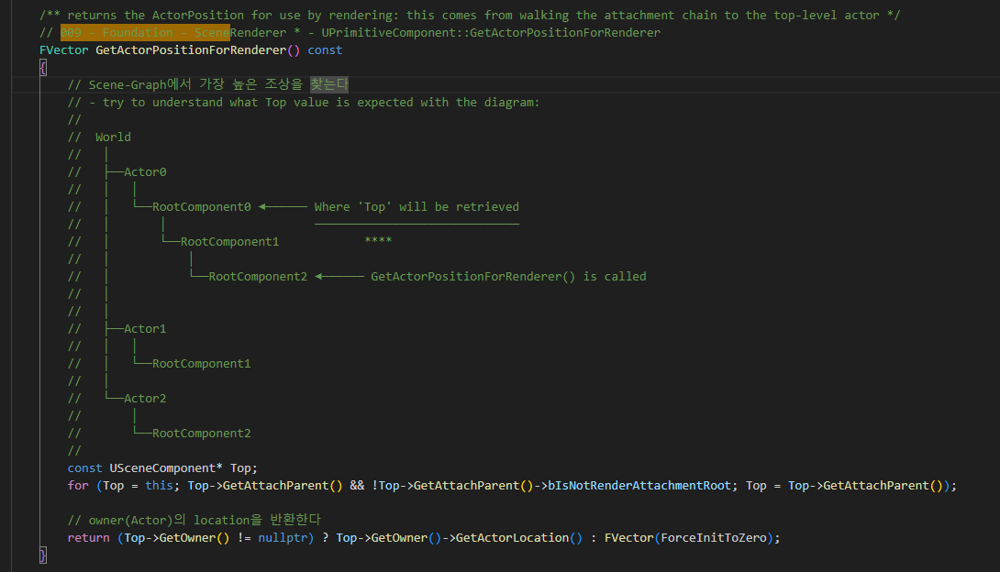 /** returns the ActorPosition for use by rendering: this comes from walking the attachment chain to the top-level actor */
// 009 - Foundation - SceneRenderer * - UPrimitiveComponent::GetActorPositionForRenderer
FVector GetActorPositionForRenderer() const
{
    // Scene-Graph에서 가장 높은 조상을 찾는다
    // - try to understand what Top value is expected with the diagram:
    //
    //  World
    //   │
    //   ├──Actor0
    //   │   │
    //   │   └──RootComponent0 ◄────── Where 'Top' will be retrieved
    //   │       │                     ─────────────────────────────
    //   │       └──RootComponent1            ****
    //   │           │
    //   │           └──RootComponent2 ◄────── GetActorPositionForRenderer() is called
    //   │
    //   │
    //   ├──Actor1
    //   │   │
    //   │   └──RootComponent1
    //   │
    //   └──Actor2
    //       │
    //       └──RootComponent2
    //
    const USceneComponent* Top;
    for (Top = this; Top->GetAttachParent() && !Top->GetAttachParent()->bIsNotRenderAttachmentRoot; Top = Top->GetAttachParent());
    // owner(Actor)의 location을 반환한다
    return (Top->GetOwner() != nullptr) ? Top->GetOwner()->GetActorLocation() : FVector(ForceInitToZero);
}